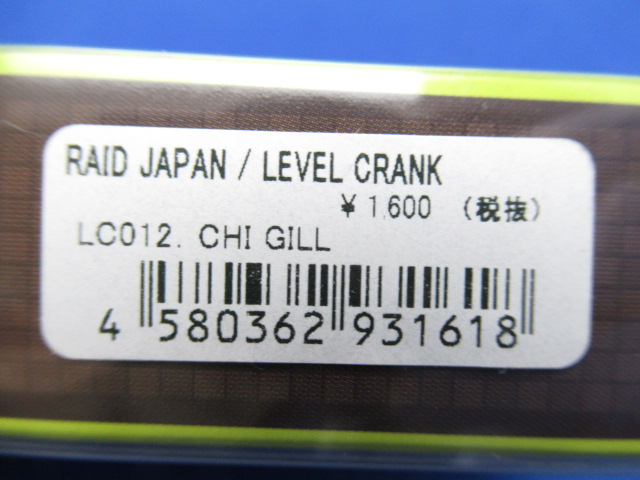 RAID JAPAN / LEVEL CRANK
¥ 1,600 (税抜)
LC012. CHI GILL
4 580362 931618